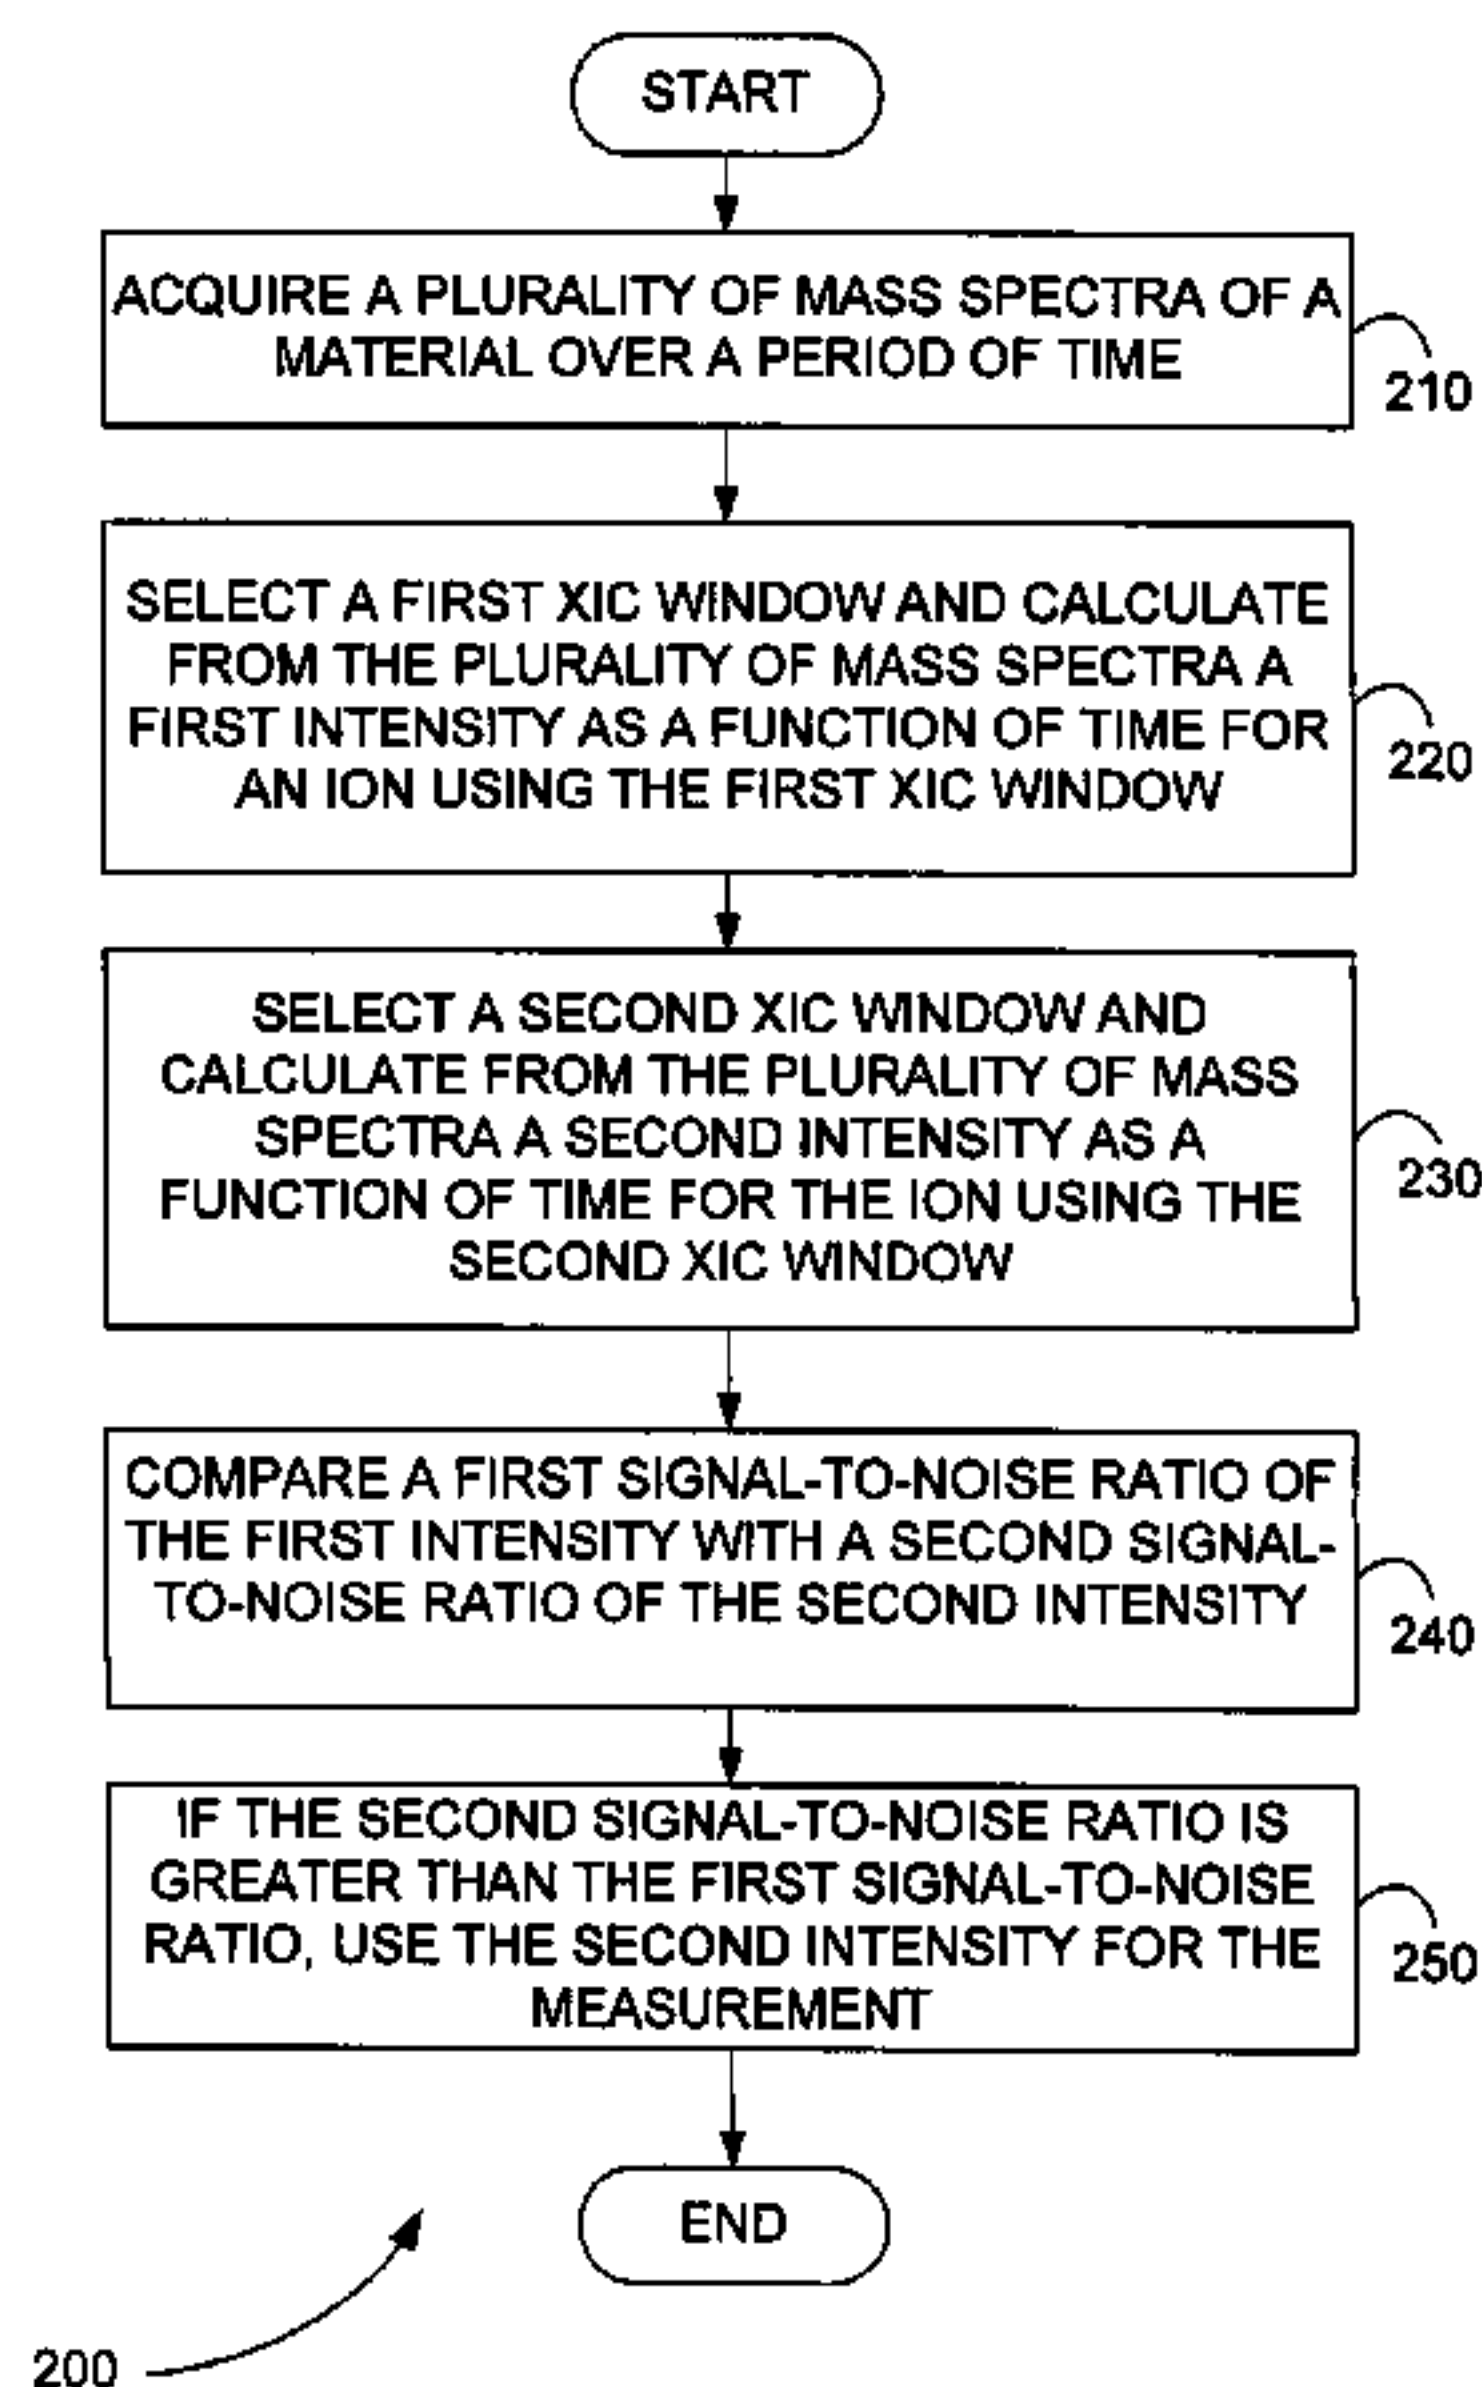 START
ACQUIRE A PLURALITY OF MASS SPECTRA OF A
MATERIAL OVER A PERIOD OF TIME
210
SELECT A FIRST XIC WINDOW AND CALCULATE
FROM THE PLURALITY OF MASS SPECTRA A
FIRST INTENSITY AS A FUNCTION OF TIME FOR
AN ION USING THE FIRST XIC WINDOW
220
SELECT A SECOND XIC WINDOW AND
CALCULATE FROM THE PLURALITY OF MASS
SPECTRA A SECOND INTENSITY AS A
FUNCTION OF TIME FOR THE ION USING THE
SECOND XIC WINDOW
230
COMPARE A FIRST SIGNAL-TO-NOISE RATIO OF
THE FIRST INTENSITY WITH A SECOND SIGNAL-
TO-NOISE RATIO OF THE SECOND INTENSITY
240
IF THE SECOND SIGNAL-TO-NOISE RATIO IS
GREATER THAN THE FIRST SIGNAL-TO-NOISE
RATIO, USE THE SECOND INTENSITY FOR THE
MEASUREMENT
250
END
200